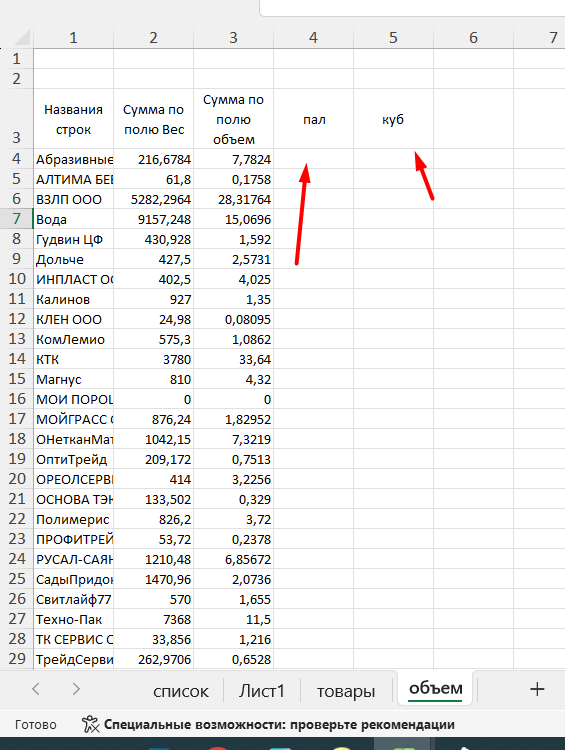 1 2 3 4 5 6 7
1
2
3 Названия строк Сумма по полю Вес Сумма по полю объем пал куб
4 Абразивные 216,6784 7,7824
5 АЛТИМА БЕ 61,8 0,1758
6 ВЗЛП ООО 5282,2964 28,31764
7 Вода 9157,248 15,0696
8 Гудвин ЦФ 430,928 1,592
9 Дольче 427,5 2,5731
10 ИНПЛАСТ О 402,5 4,025
11 Калинов 927 1,35
12 КЛЕН ООО 24,98 0,08095
13 КомЛемио 575,3 1,0862
14 КТК 3780 33,64
15 Магнус 810 4,32
16 МОИ ПОРО 0 0
17 МОЙГРАСС 876,24 1,82952
18 ОНетканМат 1042,15 7,3219
19 ОптиТрейд 209,172 0,7513
20 ОРЕОЛСЕРВ 414 3,2256
21 ОСНОВА ТЭК 133,502 0,329
22 Полимерис 826,2 3,72
23 ПРОФИТРЕЙ 53,72 0,2378
24 РУСАЛ-САЯН 1210,48 6,85672
25 СадыПридон 1470,96 2,0736
26 Свитлайф77 570 1,655
27 Техно-Пак 7368 11,5
28 ТК СЕРВИС С 33,856 1,216
29 ТрейдСерви 262,9706 0,6528
список Лист1 товары объем +
Готово Специальные возможности: проверьте рекомендации